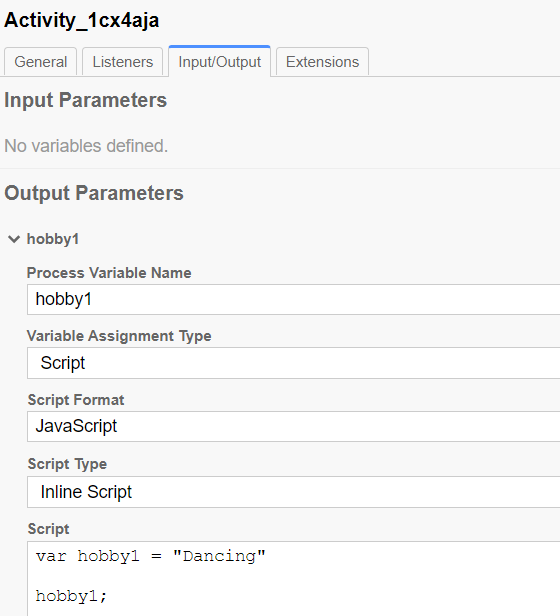 Activity_1cx4aja
General Listeners Input/Output Extensions
Input Parameters
No variables defined.
Output Parameters
hobby1
Process Variable Name
hobby1
Variable Assignment Type
Script
Script Format
JavaScript
Script Type
Inline Script
Script
var hobby1 = "Dancing"
hobby1;